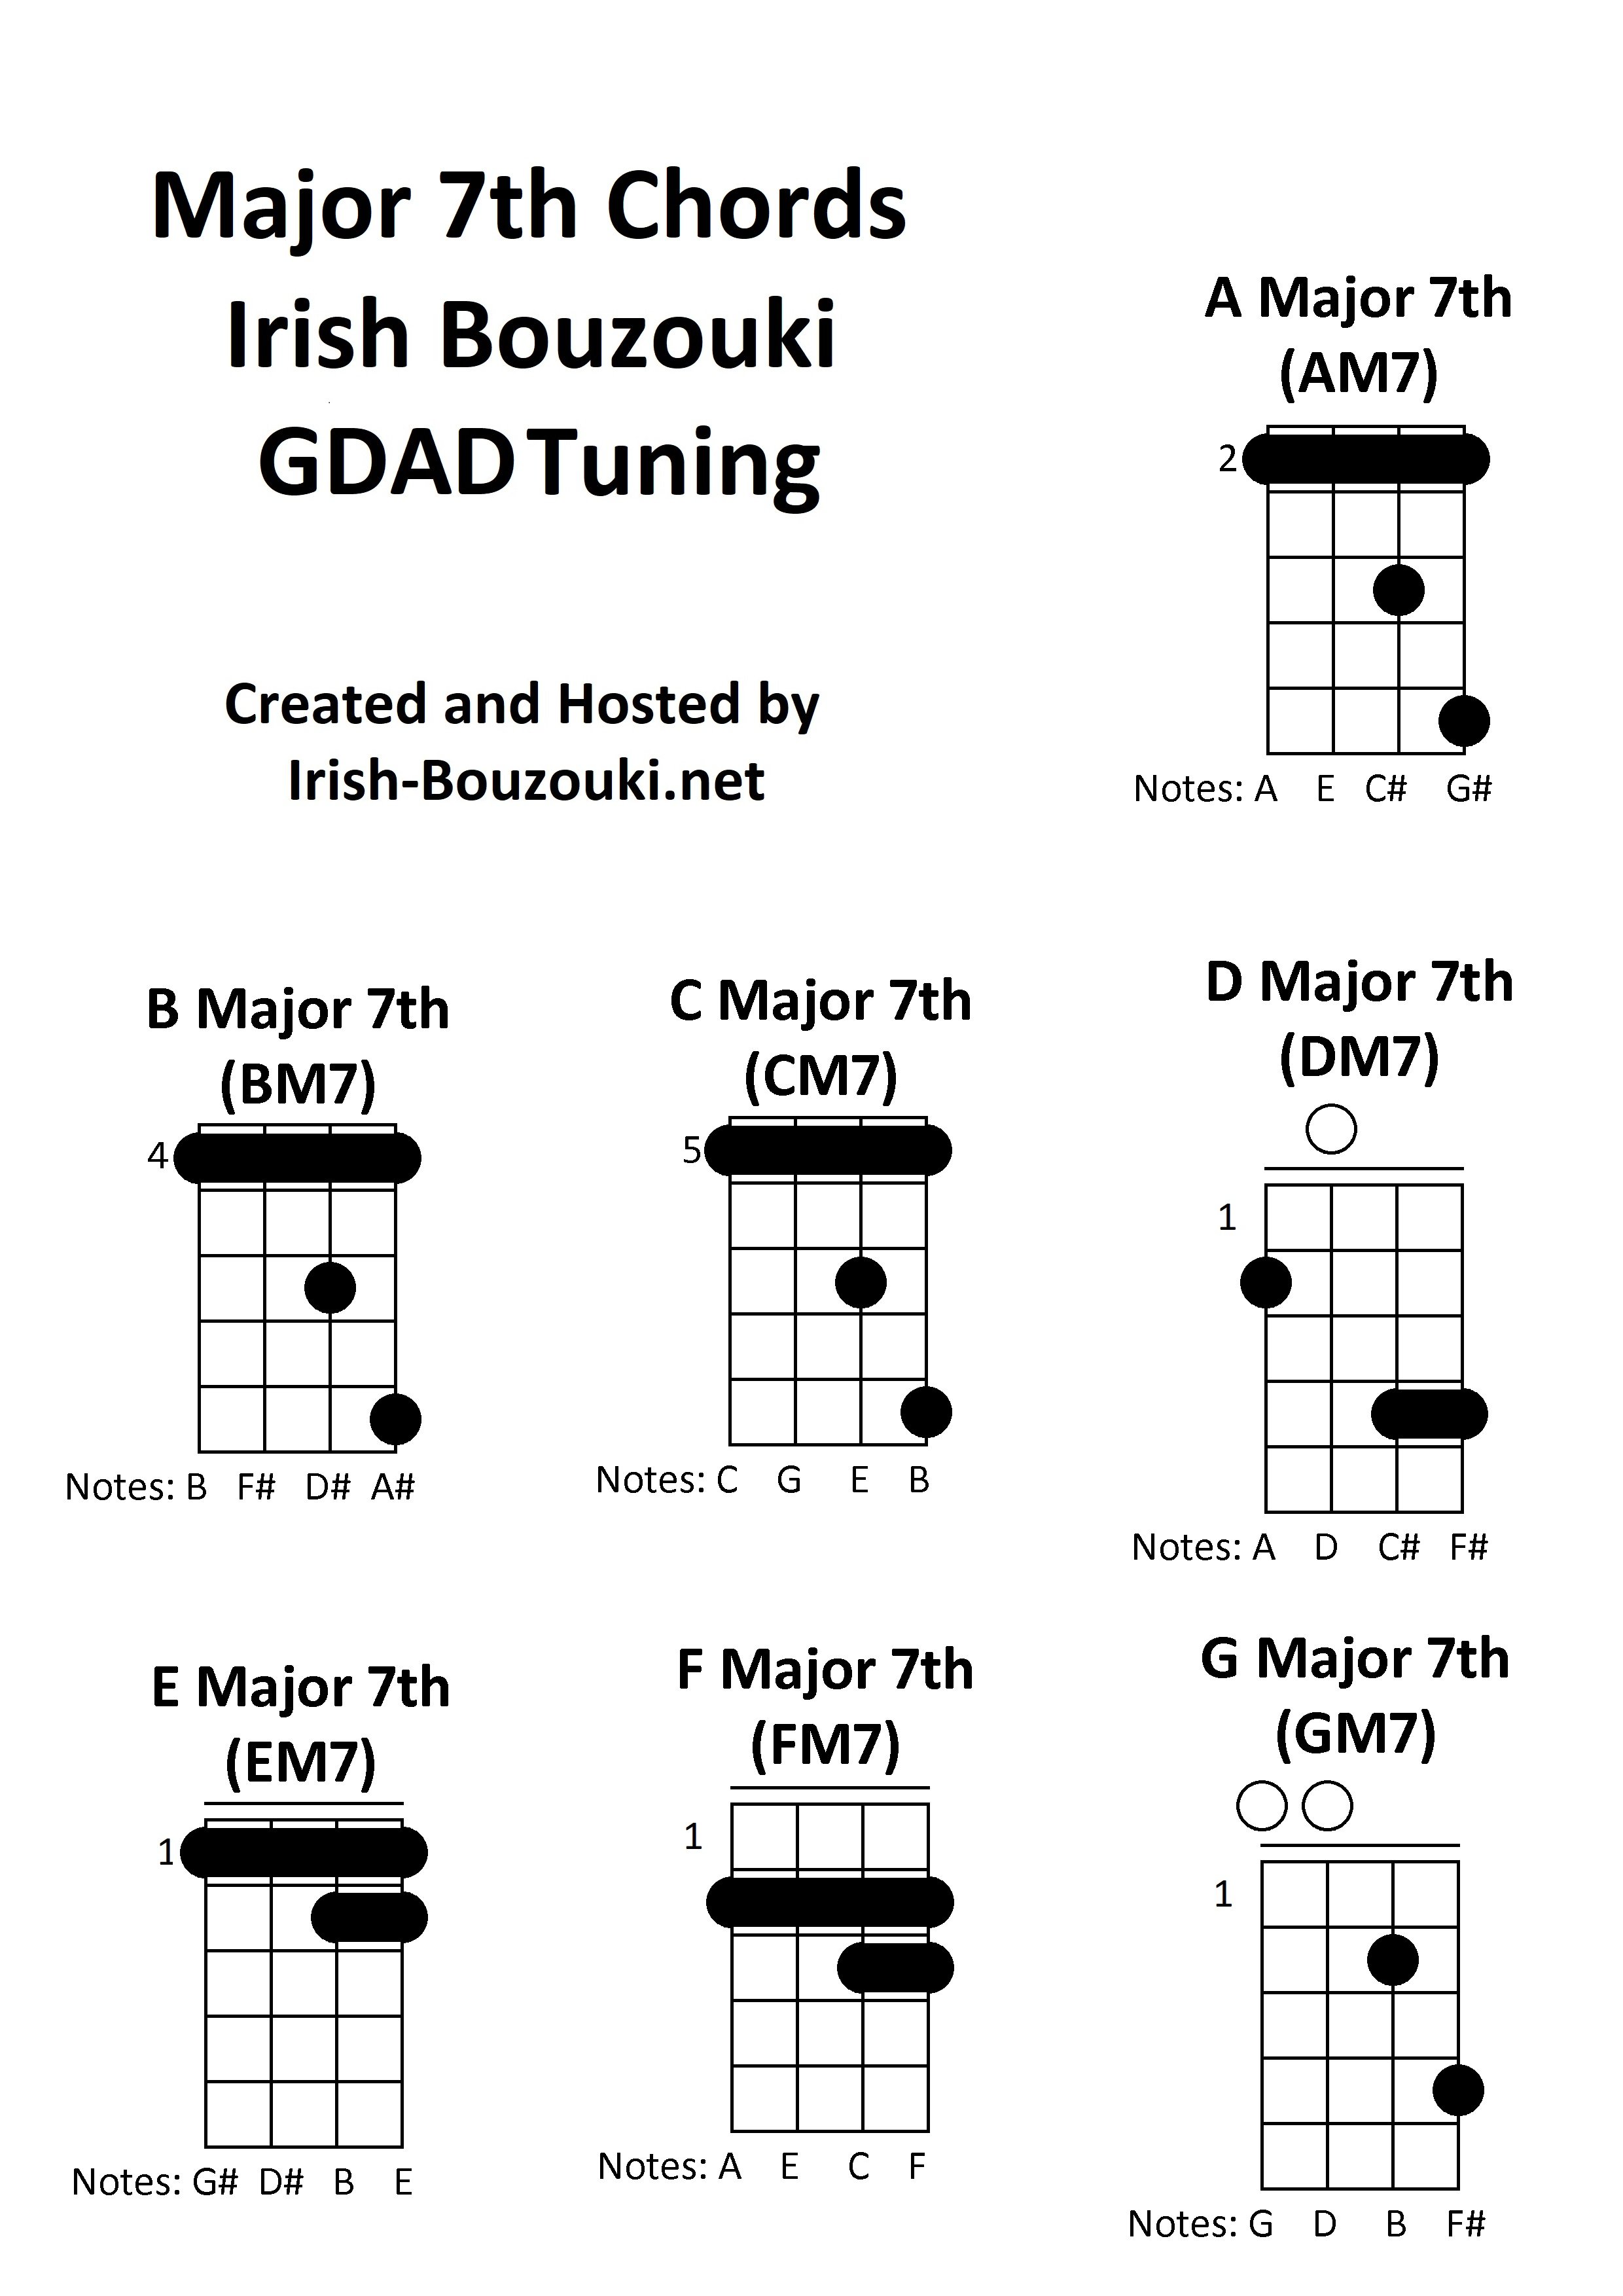 Major 7th Chords
Irish Bouzouki
GDAD Tuning
Created and Hosted by
Irish-Bouzouki.net
A Major 7th
(AM7)
2
Notes: A E C# G#
B Major 7th
(BM7)
4
Notes: B F# D# A#
C Major 7th
(CM7)
5
Notes: C G E B
D Major 7th
(DM7)
1
Notes: A D C# F#
E Major 7th
(EM7)
1
Notes: G# D# B E
F Major 7th
(FM7)
1
Notes: A E C F
G Major 7th
(GM7)
1
Notes: G D B F#